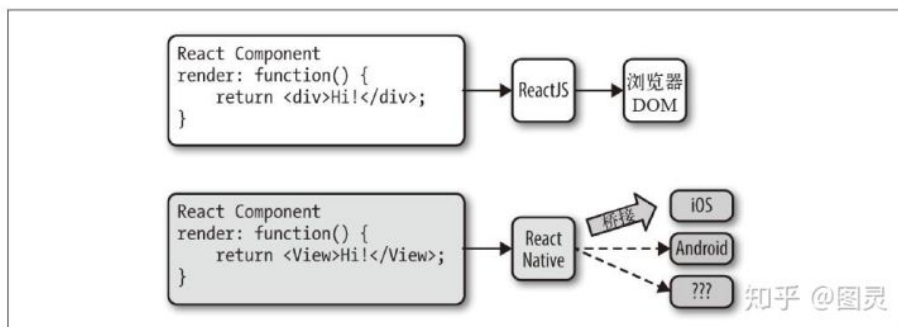 React Component
render: function() {
    return <div>Hi!</div>;
}
ReactJS
浏览器
DOM
React Component
render: function() {
    return <View>Hi!</View>;
}
React
Native
桥接
iOS
Android
???
知乎 @图灵